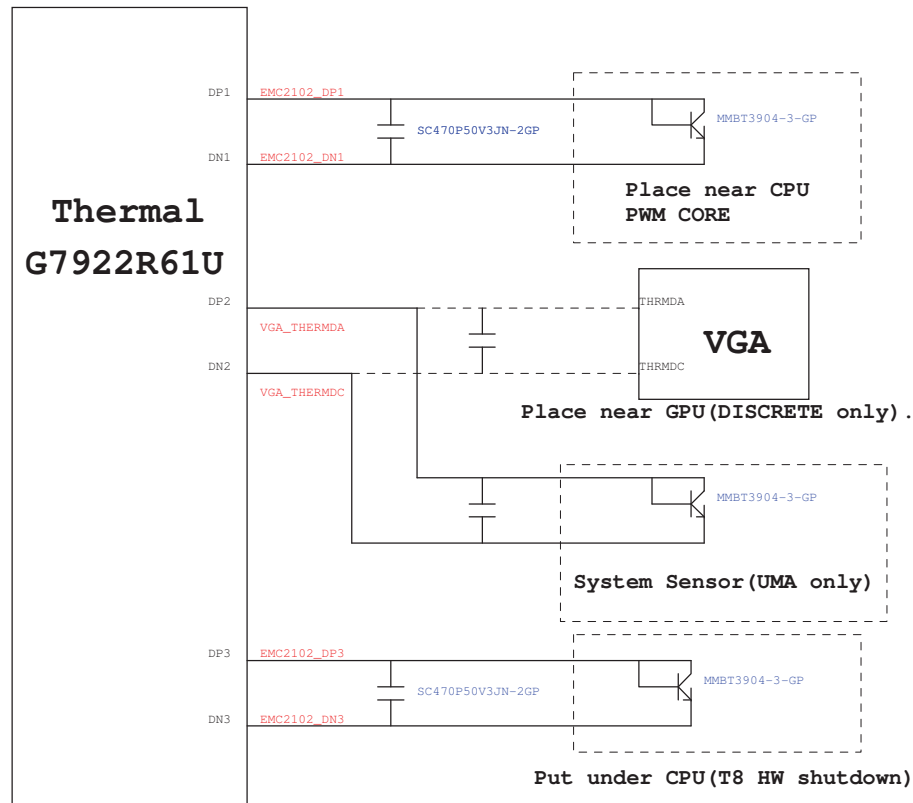 DP1
EMC2102_DP1
MMBT3904-3-GP
SC470P50V3JN-2GP
DN1
EMC2102_DN1
Place near CPU
PWM CORE
Thermal
G7922R61U
DP2
THRMDA
VGA_THERMDA
VGA
DN2
THRMDC
VGA_THERMDC
Place near GPU(DISCRETE only).
MMBT3904-3-GP
System Sensor(UMA only)
DP3
EMC2102_DP3
MMBT3904-3-GP
SC470P50V3JN-2GP
DN3
EMC2102_DN3
Put under CPU(T8 HW shutdown)